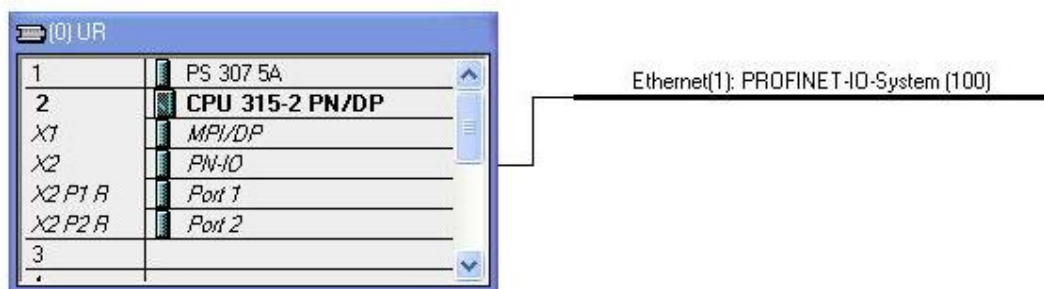 (0) UR
1 PS 307 5A
2 CPU 315-2 PN/DP
X1 MPI/DP
X2 PN-IO
X2 P1 R Port 1
X2 P2 R Port 2
3
Ethernet(1): PROFINET-IO-System (100)